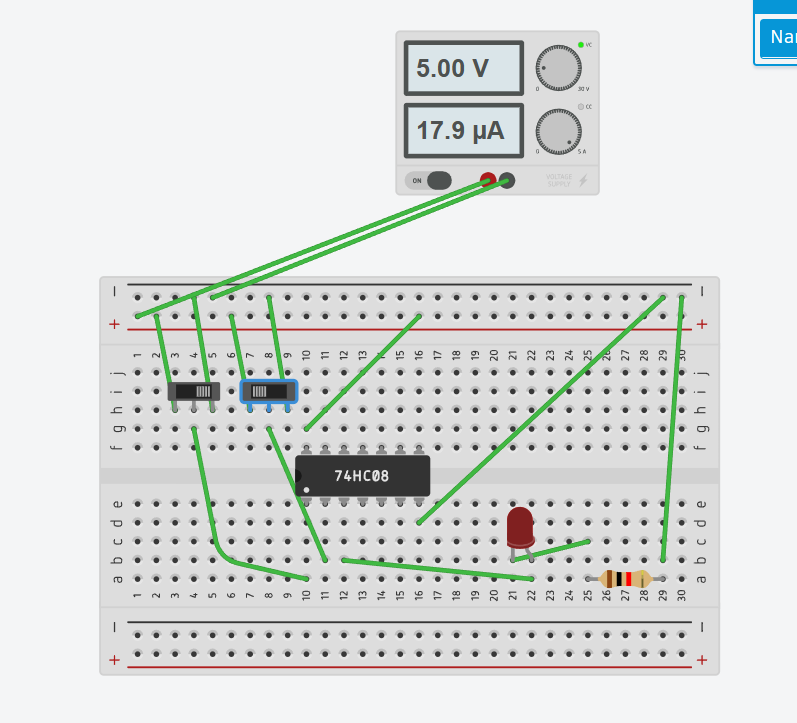 Nar
5.00 V
VC
0 30 V
17.9 µA
CC
0 5 A
ON
VOLTAGE
SUPPLY
− −
+ +
1 2 3 4 5 6 7 8 9 10 11 12 13 14 15 16 17 18 19 20 21 22 23 24 25 26 27 28 29 30
j j
i i
h h
g g
f f
74HC08
e e
d d
c c
b b
a a
1 2 3 4 5 6 7 8 9 10 11 12 13 14 15 16 17 18 19 20 21 22 23 24 25 26 27 28 29 30
− −
+ +